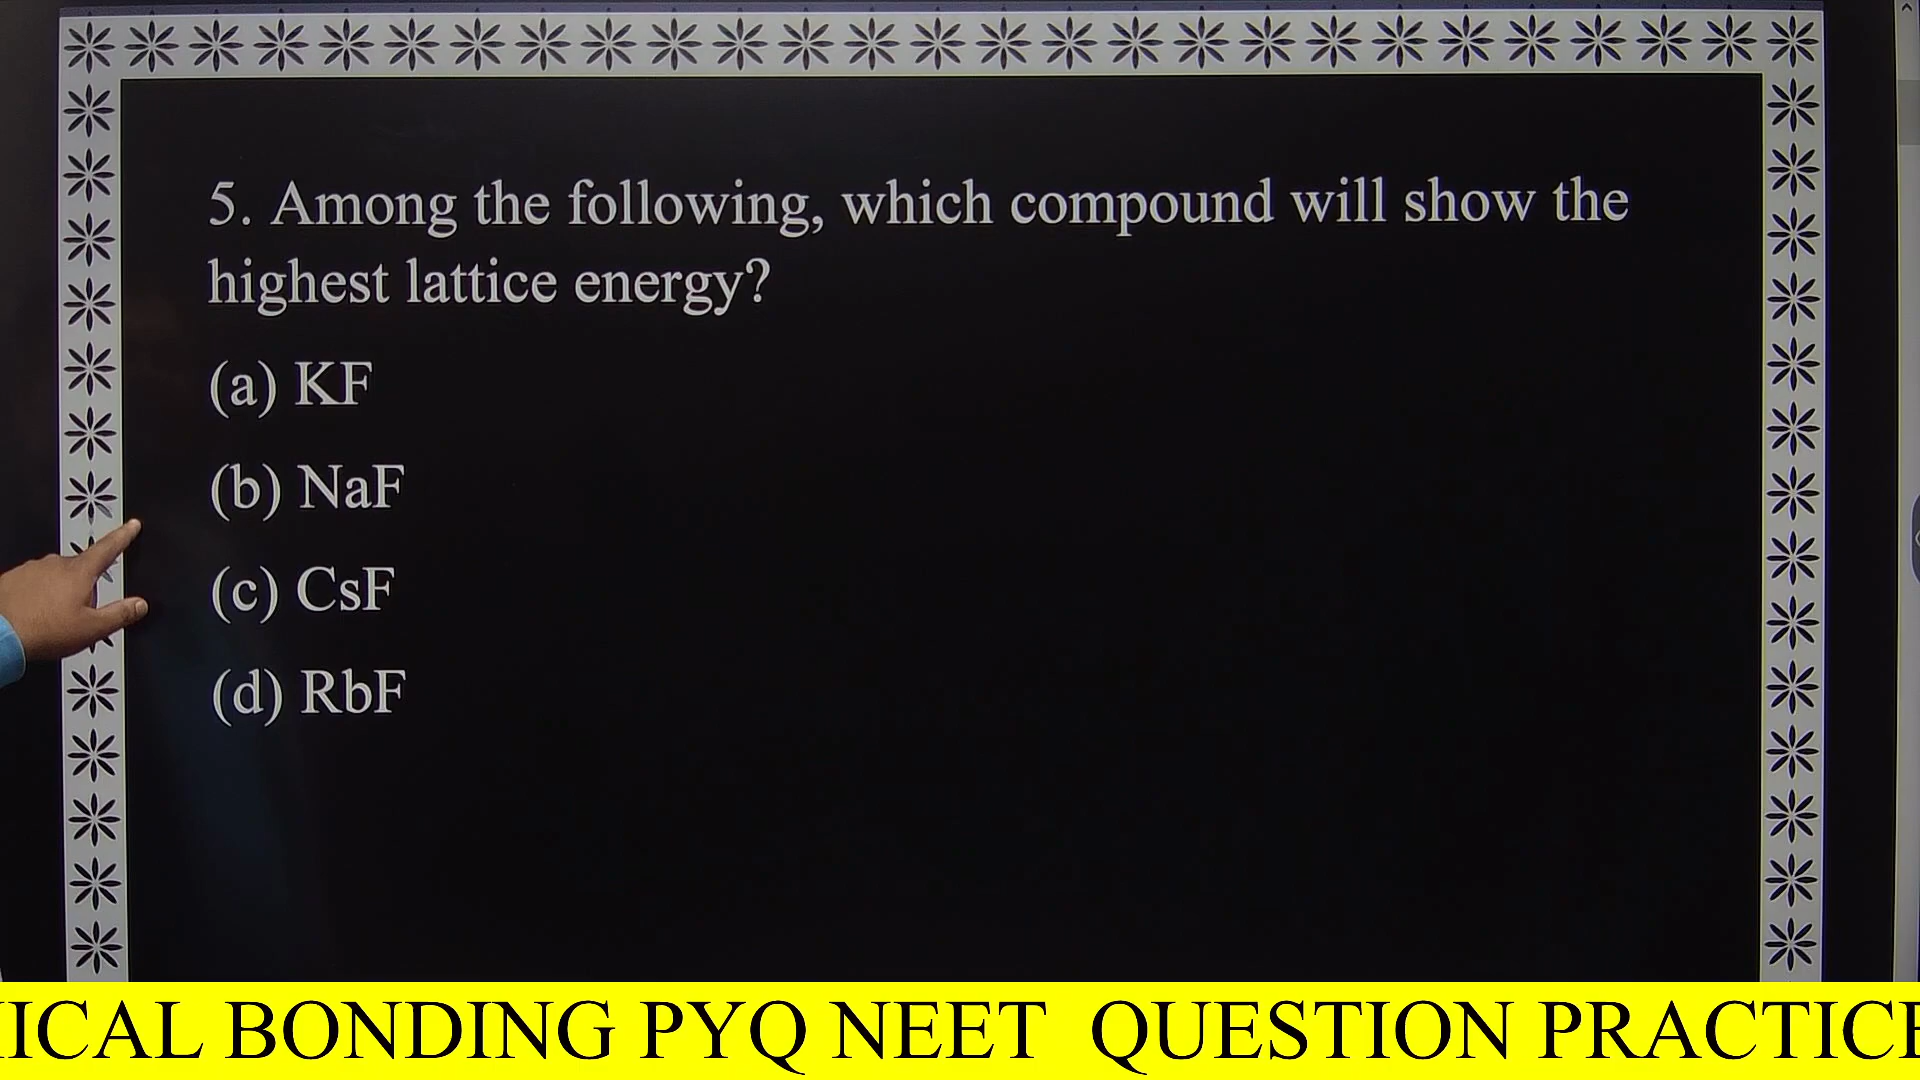 5. Among the following, which compound will show the
highest lattice energy?
(a) KF
(b) NaF
(c) CsF
(d) RbF
ICAL BONDING PYQ NEET QUESTION PRACTICE